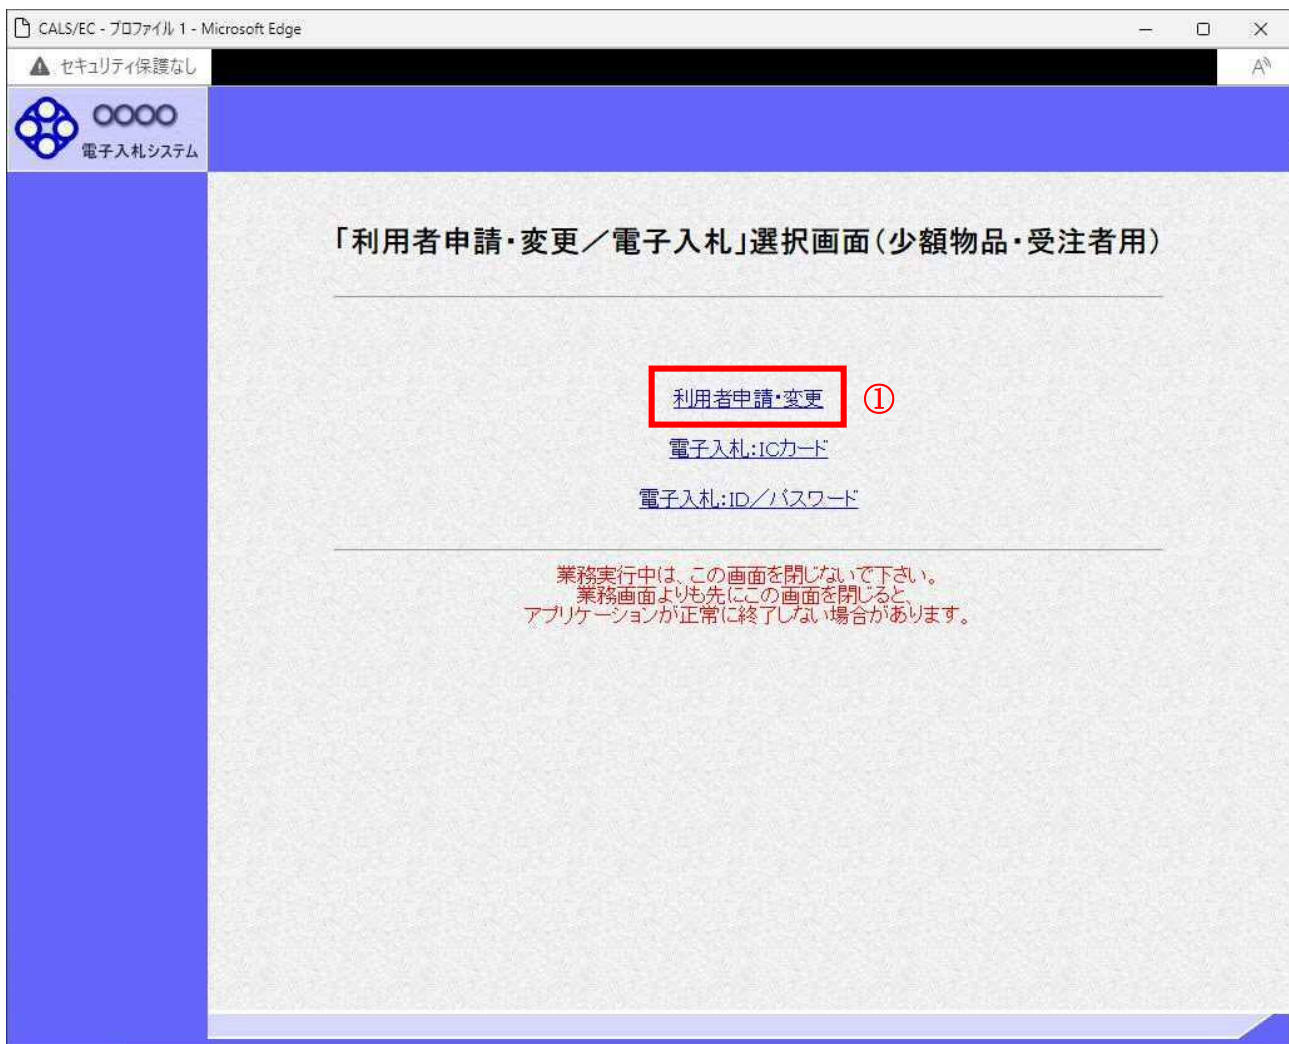 CALS/EC - プロファイル 1 - Microsoft Edge
セキュリティ保護なし
○○○○
電子入札システム
「利用者申請・変更／電子入札」選択画面(少額物品・受注者用)
利用者申請・変更 ①
電子入札:ICカード
電子入札:ID／パスワード
業務実行中は、この画面を閉じないで下さい。
業務画面よりも先にこの画面を閉じると、
アプリケーションが正常に終了しない場合があります。